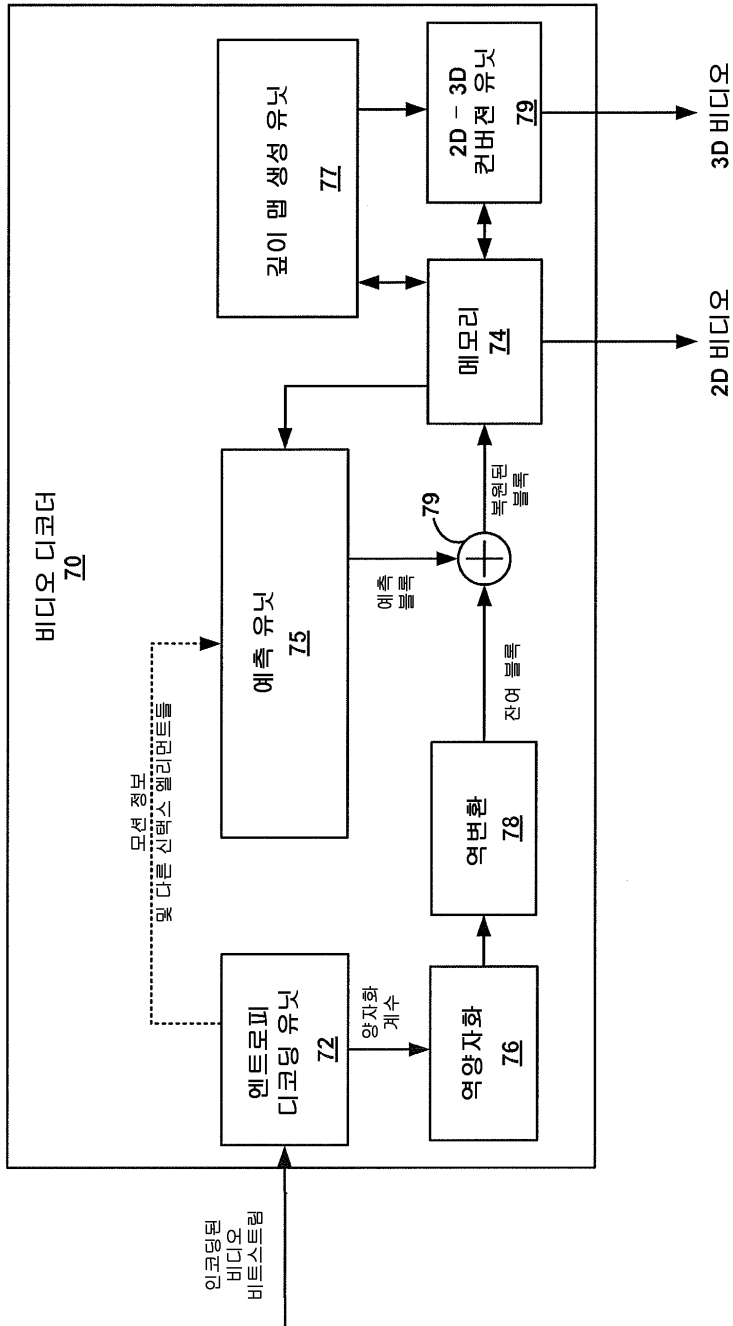 비디오 디코더
70
인코딩된
비디오
비트스트림
모션 정보
및 다른 신택스 엘리먼트들
엔트로피
디코딩 유닛
72
양자화
계수
역양자화
76
역변환
78
잔여 블록
예측 유닛
75
예측
블록
79
복원된
블록
메모리
74
깊이 맵 생성 유닛
77
2D - 3D
컨버젼 유닛
79
2D 비디오
3D 비디오